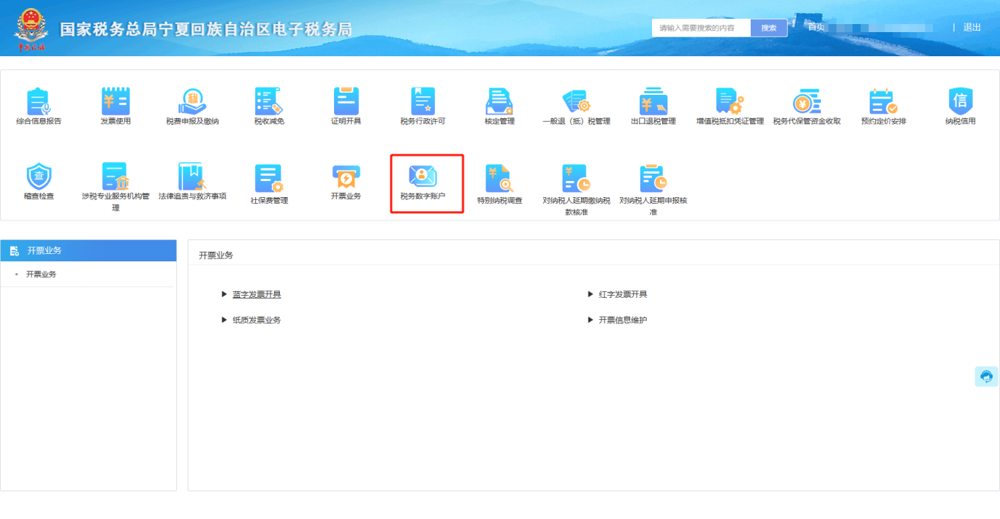 国家税务总局宁夏回族自治区电子税务局
请输入需要搜索的内容 搜索 首页 | 退出
中国税务
综合信息报告 发票使用 税费申报及缴纳 税收减免 证明开具 税务行政许可 核定管理 一般退（抵）税管理 出口退税管理 增值税抵扣凭证管理 税务代保管资金收取 预约定价安排 纳税信用
稽查检查 涉税专业服务机构管理 法律追责与救济事项 社保费管理 开票业务 税务数字账户 特别纳税调查 对纳税人延期缴纳税款核准 对纳税人延期申报核准
开票业务
开票业务
开票业务
蓝字发票开具 红字发票开具
纸质发票业务 开票信息维护